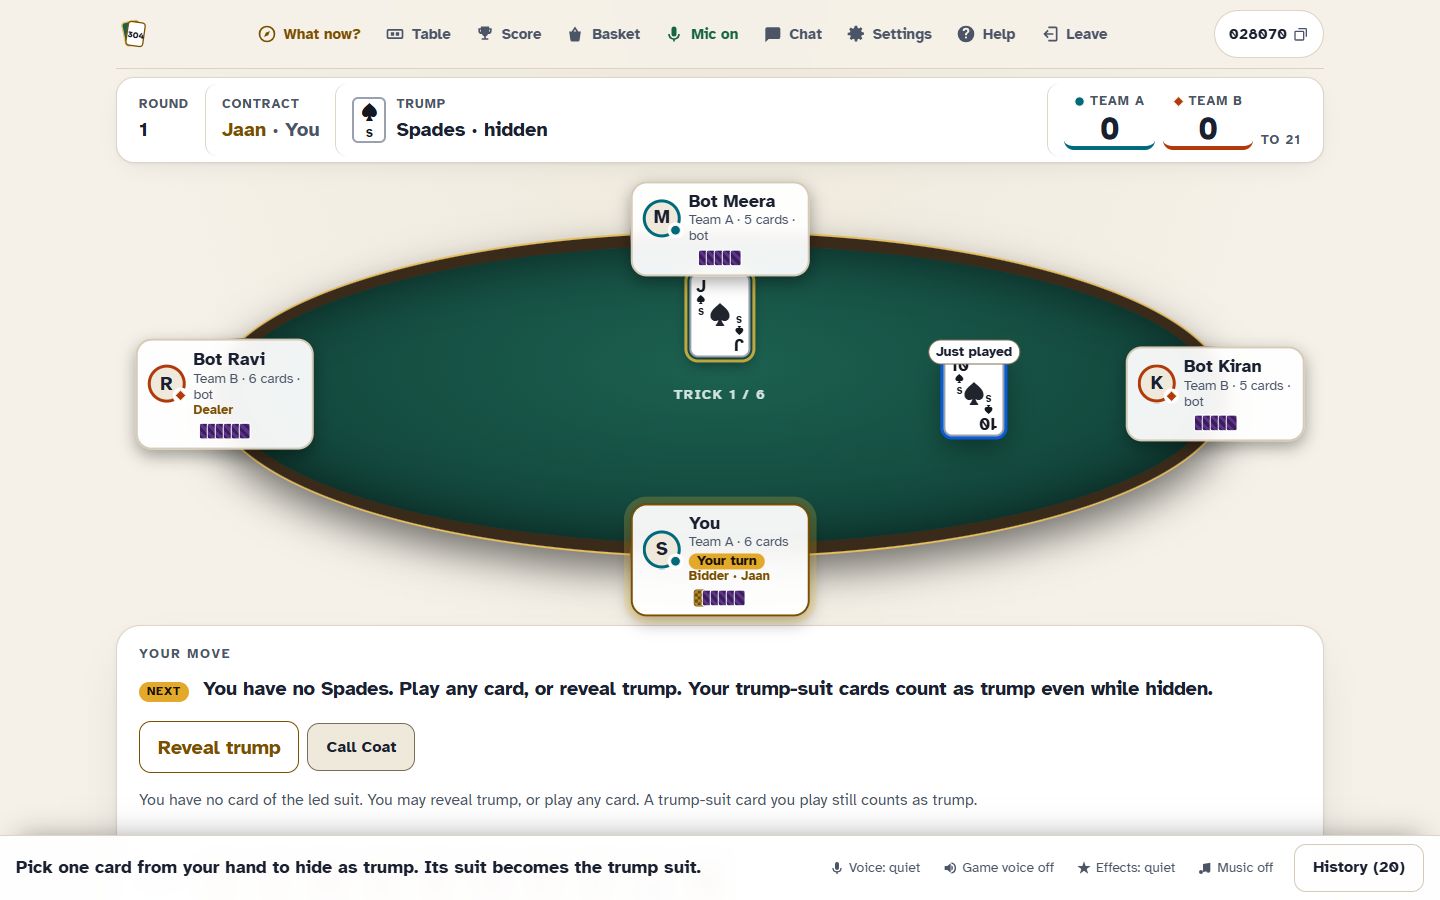 304
What now?
Table
Score
Basket
Mic on
Chat
Settings
Help
Leave
028070
ROUND
1
CONTRACT
Jaan · You
S
TRUMP
Spades · hidden
TEAM A
0
TEAM B
0
TO 21
M
Bot Meera
Team A · 5 cards ·
bot
J
S
S
J
R
Bot Ravi
Team B · 6 cards ·
bot
Dealer
TRICK 1 / 6
Just played
10
S
S
10
K
Bot Kiran
Team B · 5 cards ·
bot
S
You
Team A · 6 cards
Your turn
Bidder · Jaan
YOUR MOVE
NEXT
You have no Spades. Play any card, or reveal trump. Your trump-suit cards count as trump even while hidden.
Reveal trump
Call Coat
You have no card of the led suit. You may reveal trump, or play any card. A trump-suit card you play still counts as trump.
Pick one card from your hand to hide as trump. Its suit becomes the trump suit.
Voice: quiet
Game voice off
Effects: quiet
Music off
History (20)